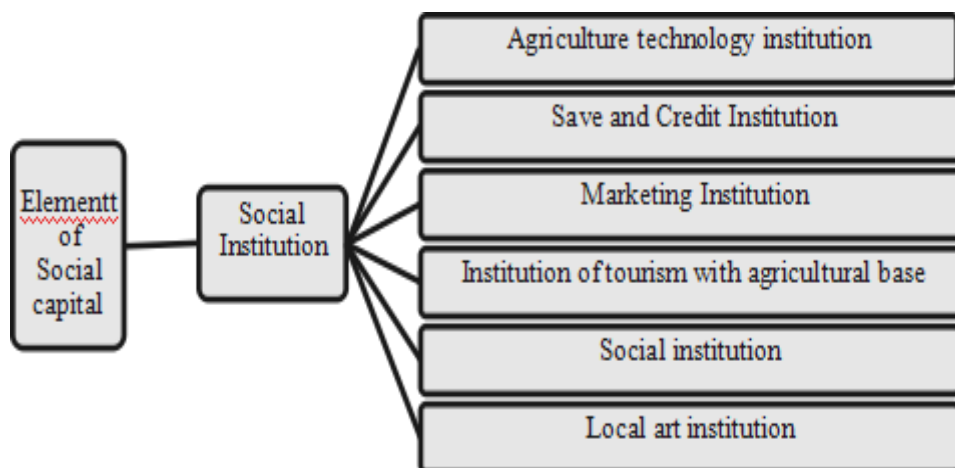 Elementt
of
Social
capital
Social
Institution
Agriculture technology institution
Save and Credit Institution
Marketing Institution
Institution of tourism with agricultural base
Social institution
Local art institution